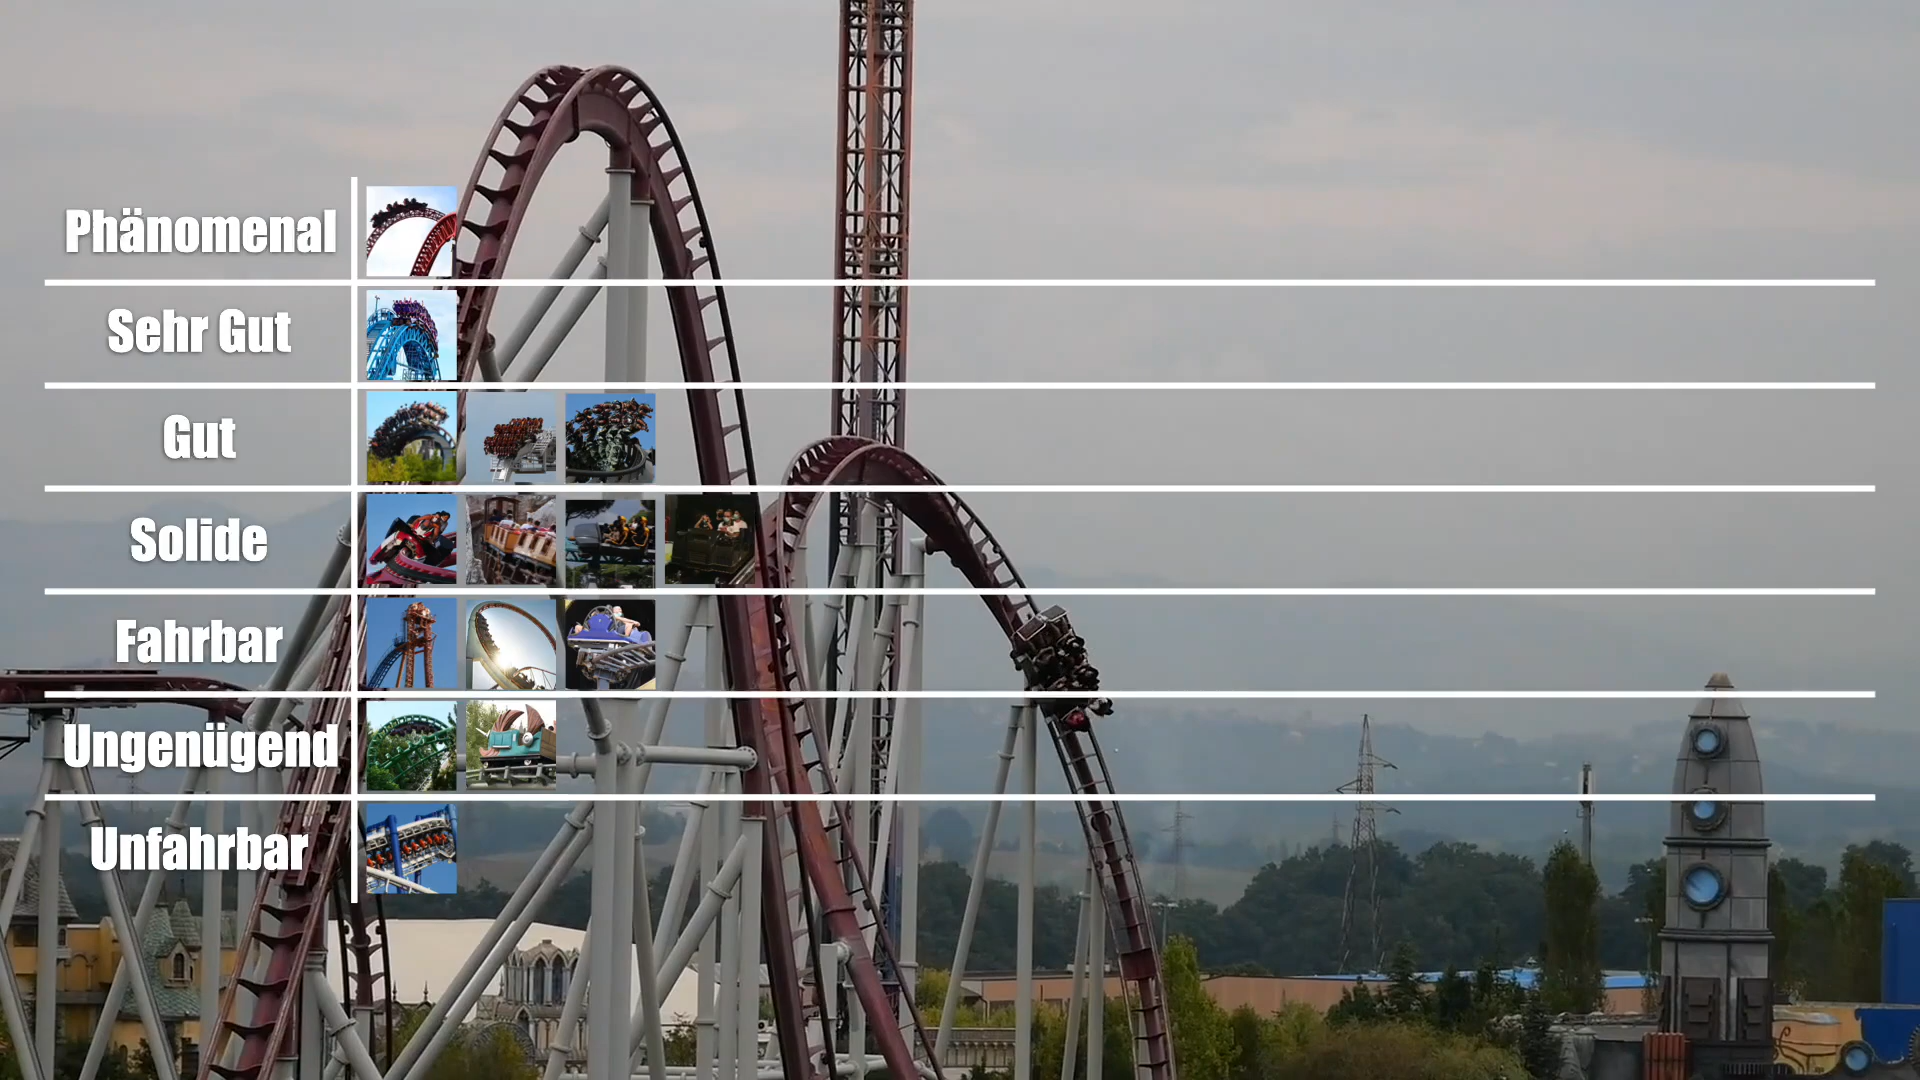 Phänomenal
Sehr Gut
Gut
Solide
Fahrbar
Ungenügend
Unfahrbar